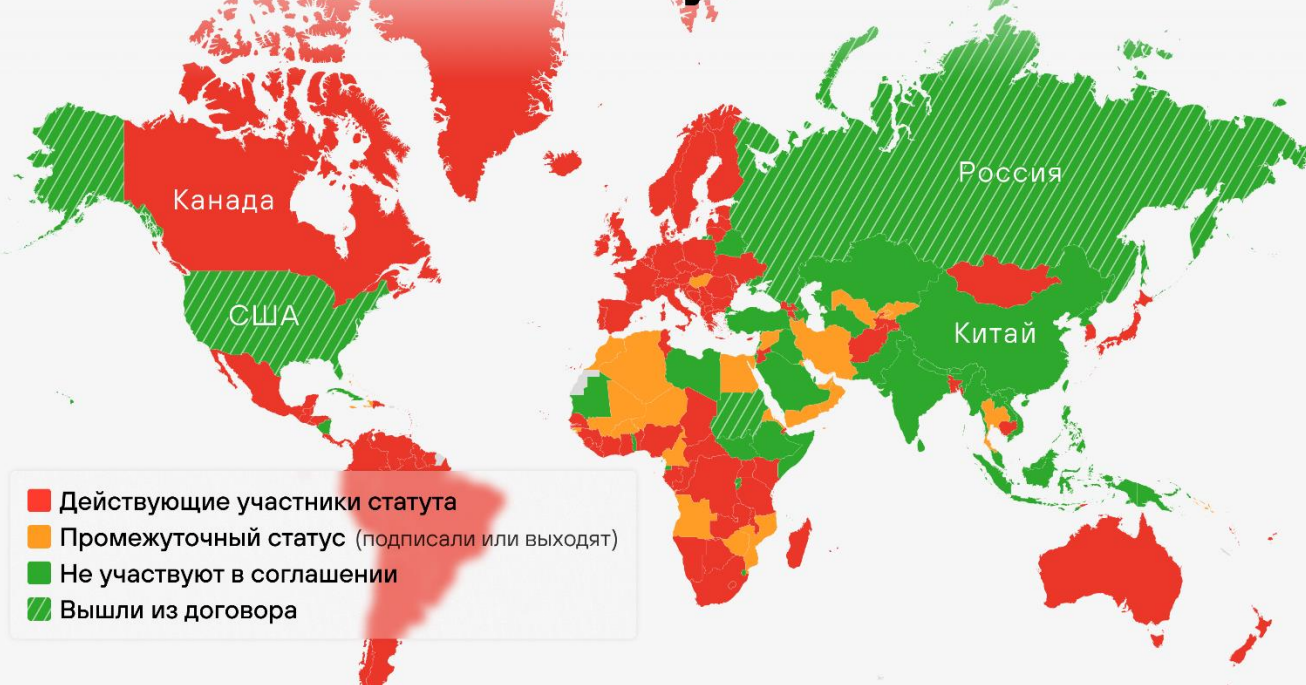 Канада
Россия
США
Китай
Действующие участники статута
Промежуточный статус (подписали или выходят)
Не участвуют в соглашении
Вышли из договора